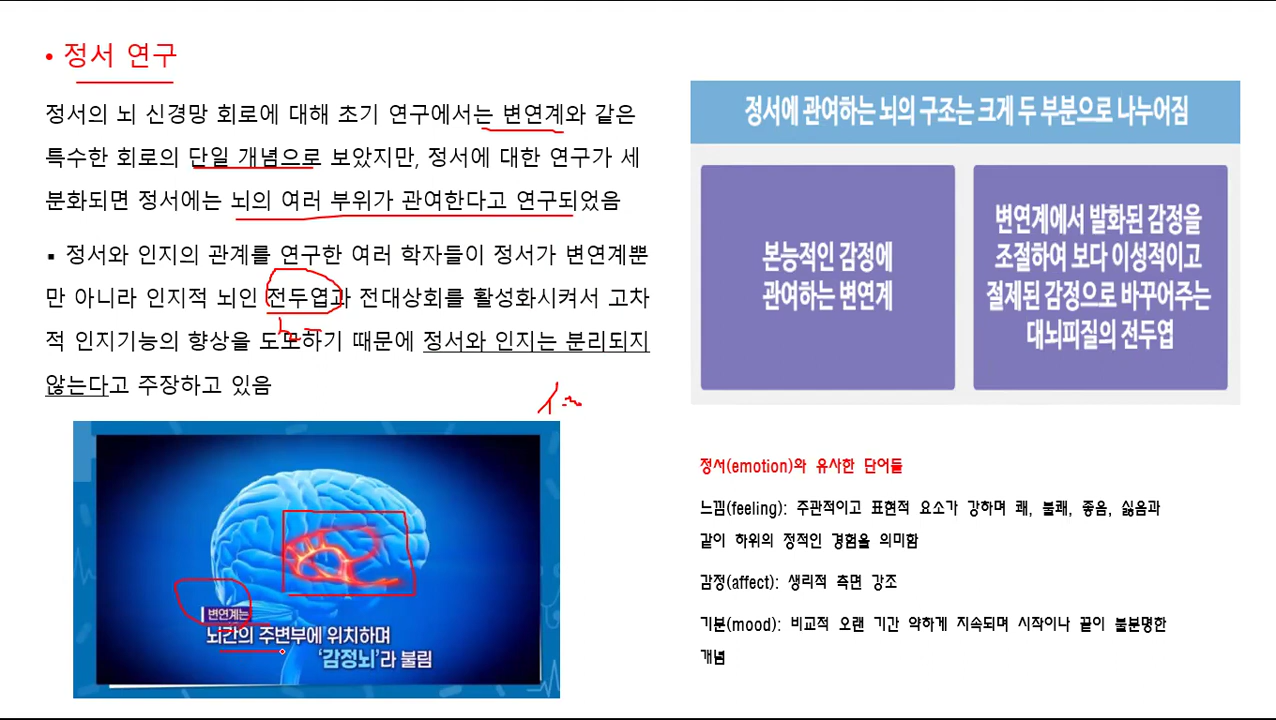 • 정서 연구
정서의 뇌 신경망 회로에 대해 초기 연구에서는 변연계와 같은
특수한 회로의 단일 개념으로 보았지만, 정서에 대한 연구가 세
분화되면 정서에는 뇌의 여러 부위가 관여한다고 연구되었음
▪ 정서와 인지의 관계를 연구한 여러 학자들이 정서가 변연계뿐
만 아니라 인지적 뇌인 전두엽과 전대상회를 활성화시켜서 고차
적 인지기능의 향상을 도모하기 때문에 정서와 인지는 분리되지
않는다고 주장하고 있음
변연계는
뇌간의 주변부에 위치하며
'감정뇌'라 불림
정서에 관여하는 뇌의 구조는 크게 두 부분으로 나누어짐
본능적인 감정에
관여하는 변연계
변연계에서 발화된 감정을
조절하여 보다 이성적이고
절제된 감정으로 바꾸어주는
대뇌피질의 전두엽
정서(emotion)와 유사한 단어들
느낌(feeling): 주관적이고 표현적 요소가 강하며 쾌, 불쾌, 좋음, 싫음과
같이 하위의 정적인 경험을 의미함
감정(affect): 생리적 측면 강조
기분(mood): 비교적 오랜 기간 약하게 지속되며 시작이나 끝이 불분명한
개념